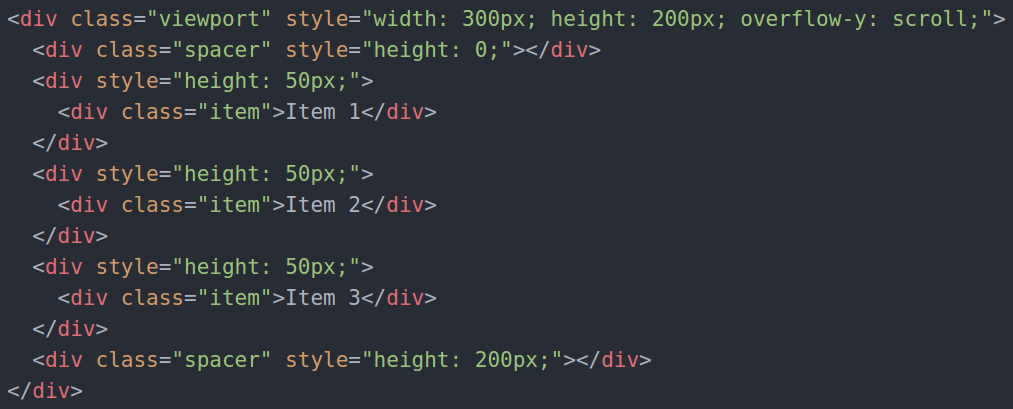 <div class="viewport" style="width: 300px; height: 200px; overflow-y: scroll;">
  <div class="spacer" style="height: 0;"></div>
  <div style="height: 50px;">
    <div class="item">Item 1</div>
  </div>
  <div style="height: 50px;">
    <div class="item">Item 2</div>
  </div>
  <div style="height: 50px;">
    <div class="item">Item 3</div>
  </div>
  <div class="spacer" style="height: 200px;"></div>
</div>